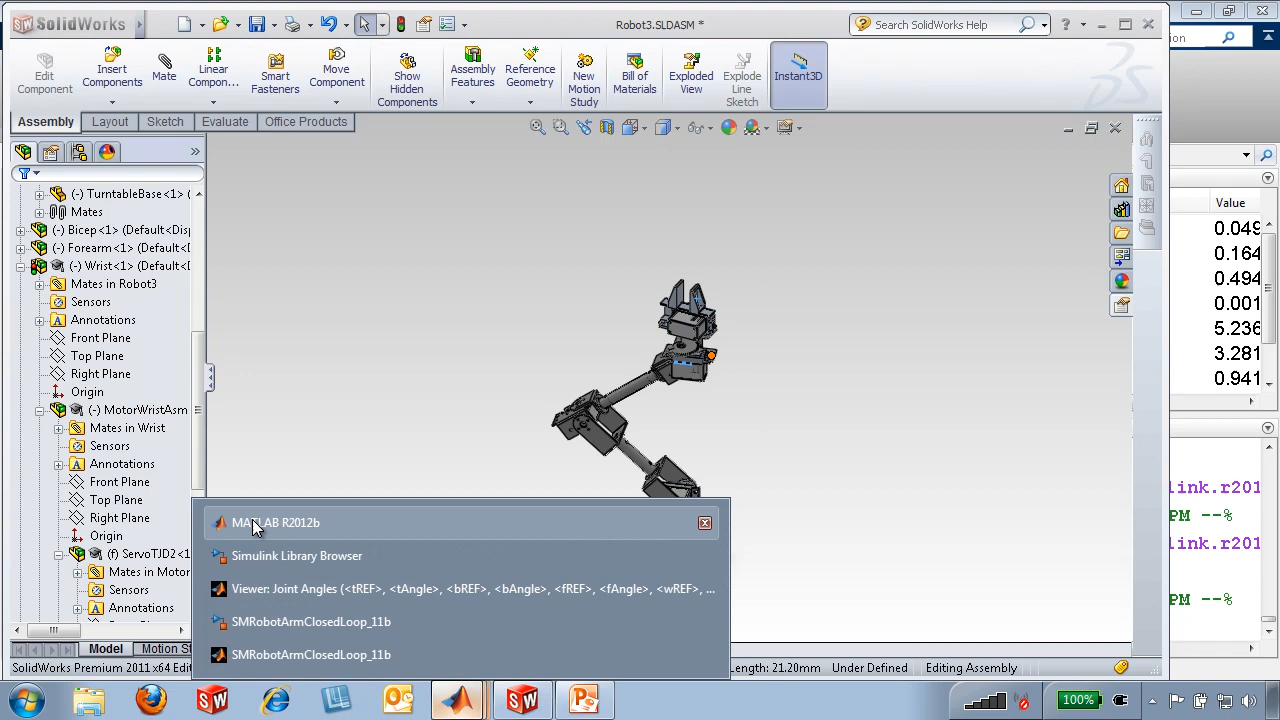 SolidWorks
Robot3.SLDASM *
SolidWorks Help
Edit Component
Insert Components
Mate
Linear Compon...
Smart Fasteners
Move Component
Show Hidden Components
Assembly Features
Reference Geometry
New Motion Study
Bill of Materials
Exploded View
Explode Line Sketch
Instant3D
Assembly
Layout
Sketch
Evaluate
Office Products
(-) TurntableBase<1>
Mates
(-) Bicep<1> (Default<Disp
(-) Forearm<1> (Default<D
(-) Wrist<1> (Default<Def
Mates in Robot3
Sensors
Annotations
Front Plane
Top Plane
Right Plane
Origin
(-) MotorWristAsm
Mates in Wrist
Sensors
Annotations
Front Plane
Top Plane
Right Plane
Origin
(f) ServoTJD2<1
Mates in Motor
Sensors
Annotations
Model
Motion St
SolidWorks Premium 2011 x64 Edit
Length: 21.20mm
Under Defined
Editing Assembly
MATLAB R2012b
Simulink Library Browser
Viewer: Joint Angles (<tREF>, <tAngle>, <bREF>, <bAngle>, <fREF>, <fAngle>, <wREF>, ...
SMRobotArmClosedLoop_11b
SMRobotArmClosedLoop_11b
ion
Value
0.049
0.164
0.494
0.001
5.236
3.281
0.941
link.r201
PM --%
link.r201
PM --%
100%